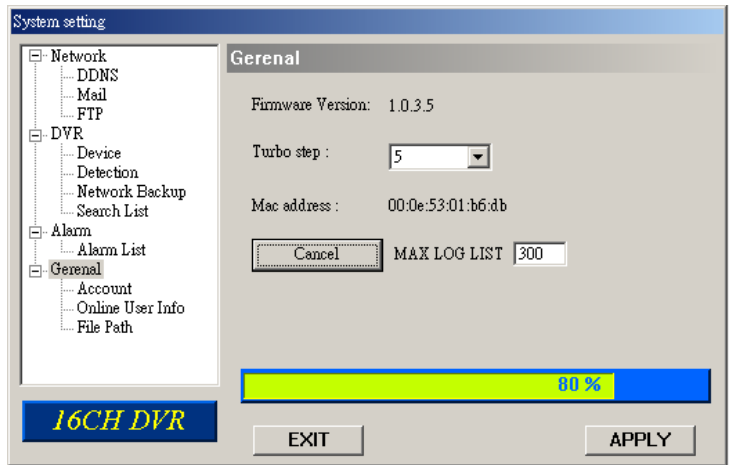 System setting
Network
DDNS
Mail
FTP
DVR
Device
Detection
Network Backup
Search List
Alarm
Alarm List
Gerenal
Account
Online User Info
File Path
16CH DVR
Gerenal
Firmware Version: 1.0.3.5
Turbo step : 5
Mac address : 00:0e:53:01:b6:db
Cancel MAX LOG LIST 300
80 %
EXIT APPLY